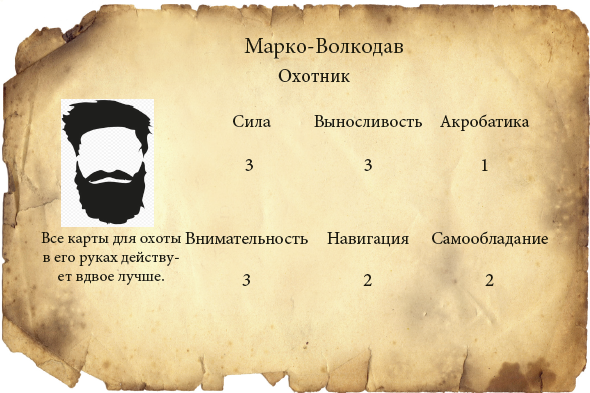 Марко-Волкодав
Охотник
Сила Выносливость Акробатика
3 3 1
Все карты для охоты
в его руках действу-
ет вдвое лучше.
Внимательность Навигация Самообладание
3 2 2